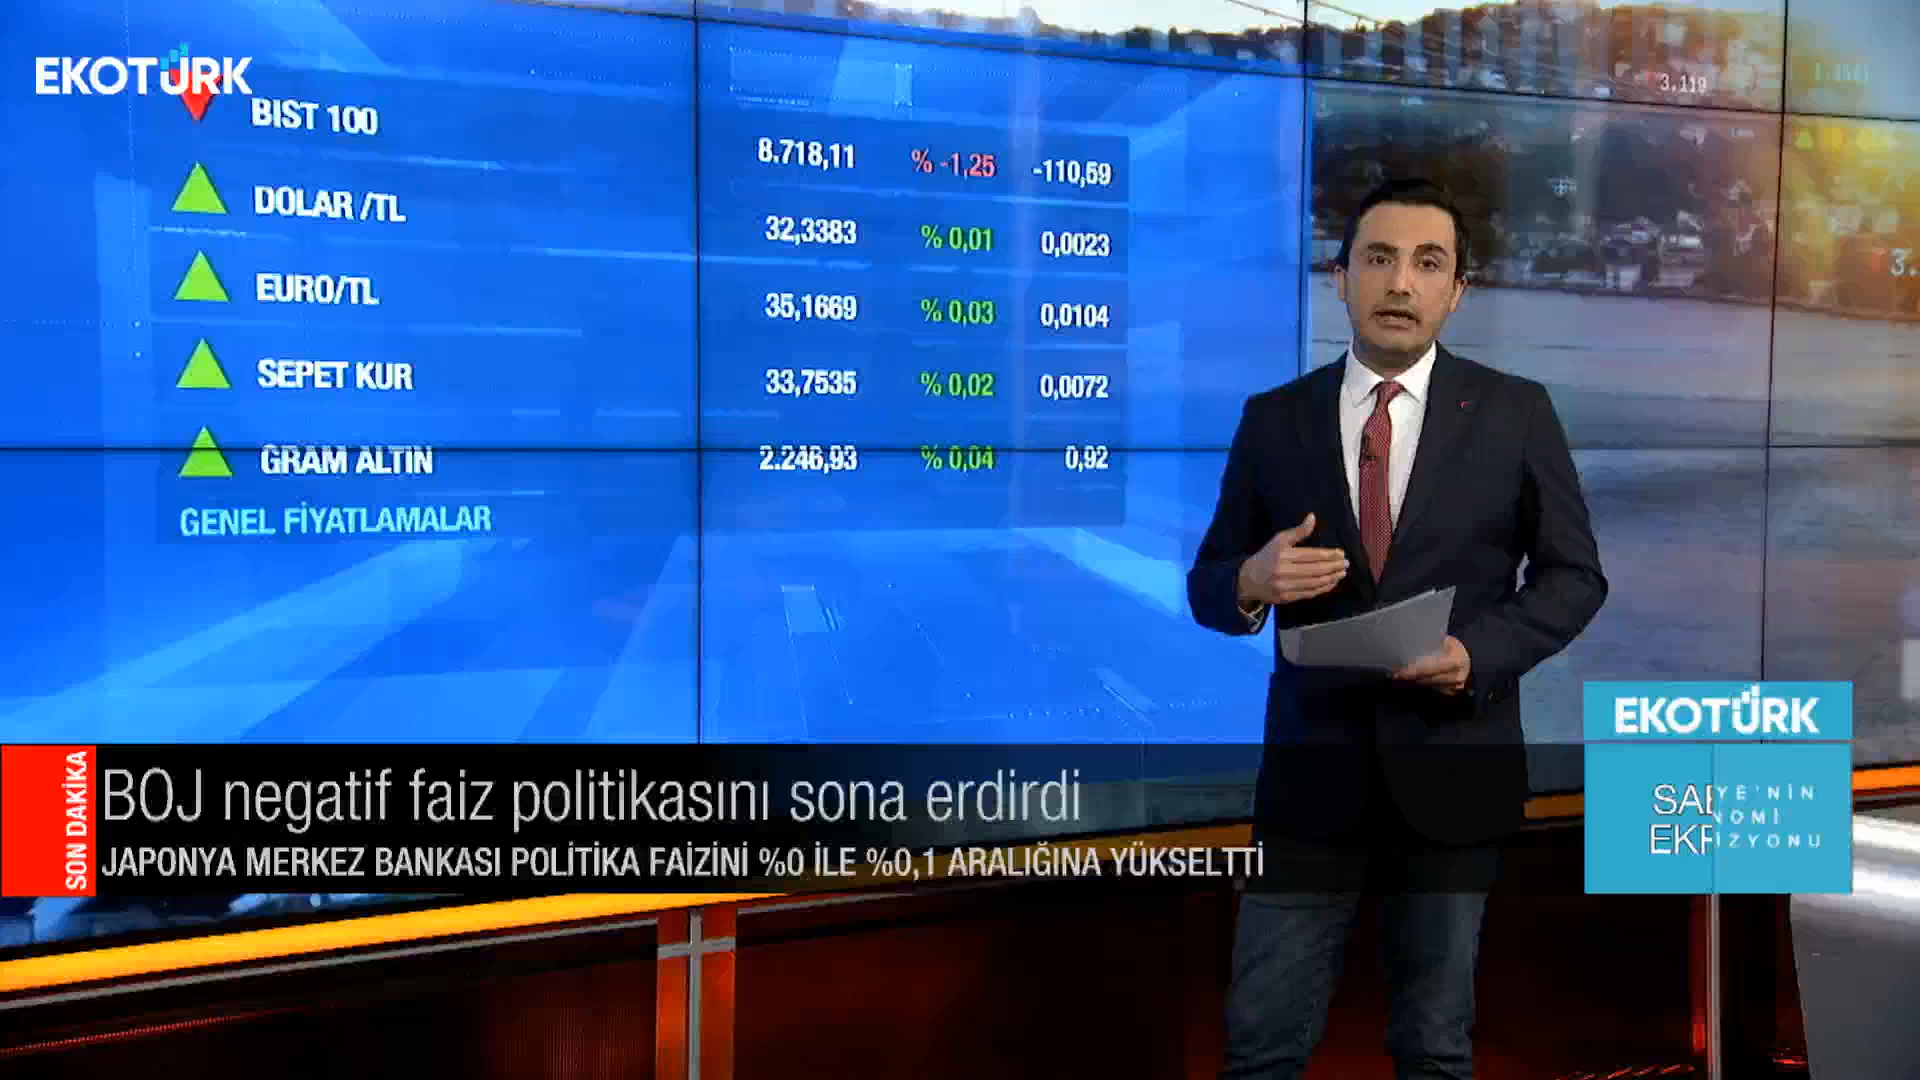 EKOTÜRK
BIST 100 8.718,11 % -1,25 -110,59
DOLAR /TL 32,3383 % 0,01 0,0023
EURO/TL 35,1669 % 0,03 0,0104
SEPET KUR 33,7535 % 0,02 0,0072
GRAM ALTIN 2.246,93 % 0,04 0,92
GENEL FİYATLAMALAR
3.119
3.
EKOTÜRK
SON DAKİKA
BOJ negatif faiz politikasını sona erdirdi
JAPONYA MERKEZ BANKASI POLİTİKA FAİZİNİ %0 İLE %0,1 ARALIĞINA YÜKSELTTİ